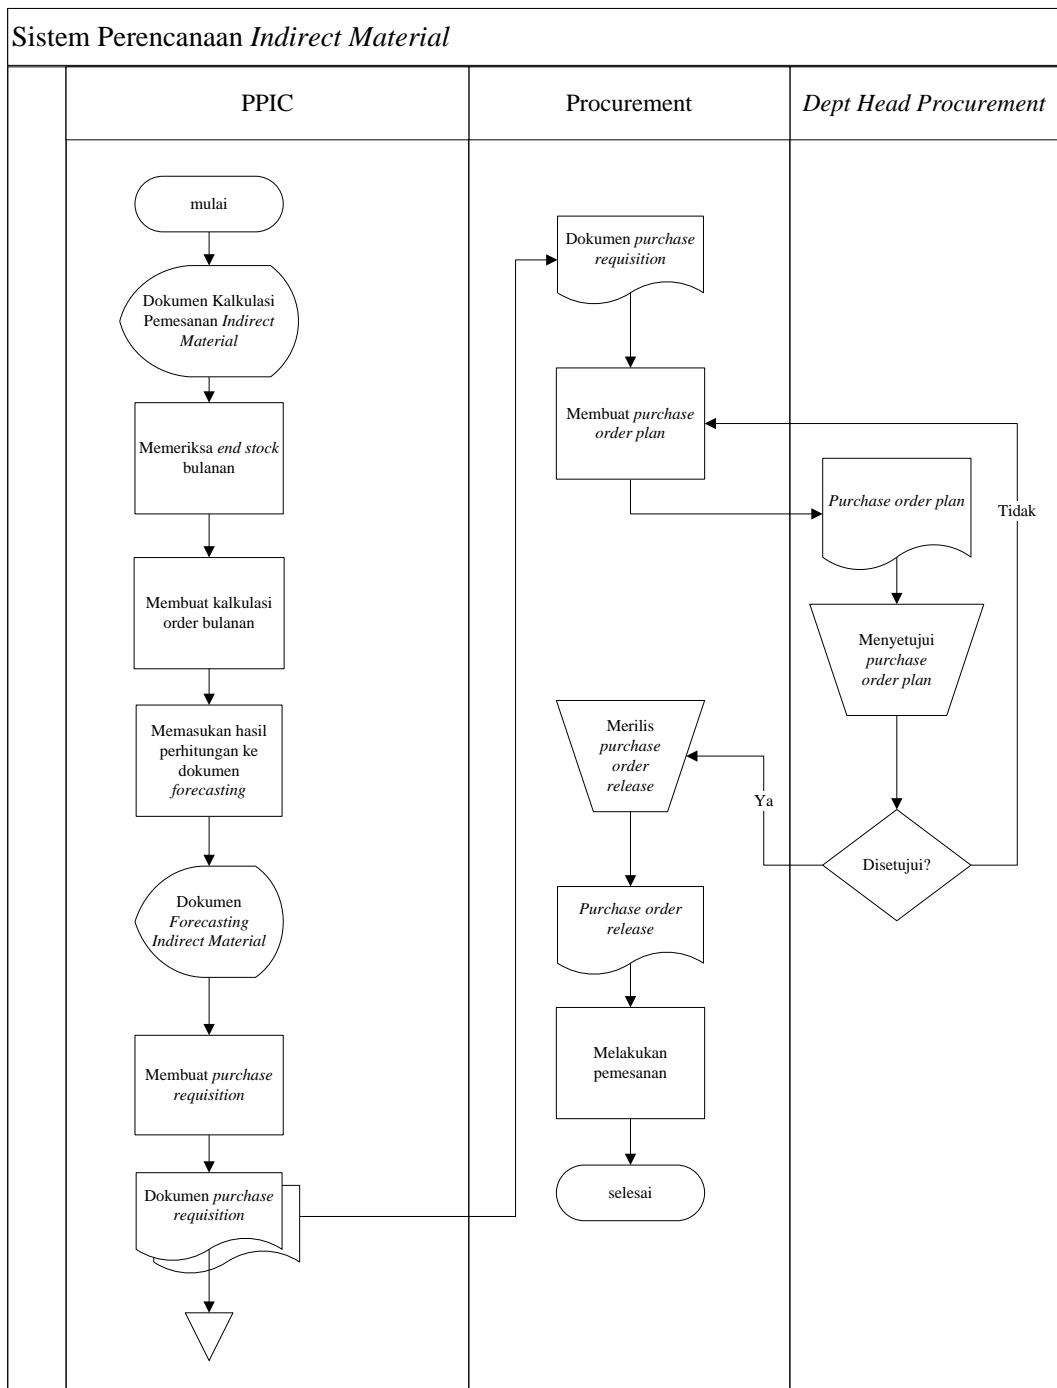 Sistem Perencanaan Indirect Material
PPIC
Procurement
Dept Head Procurement
mulai
Dokumen Kalkulasi
Pemesanan Indirect
Material
Memeriksa end stock
bulanan
Membuat kalkulasi
order bulanan
Memasukan hasil
perhitungan ke
dokumen
forecasting
Dokumen
Forecasting
Indirect Material
Membuat purchase
requisition
Dokumen purchase
requisition
Dokumen purchase
requisition
Membuat purchase
order plan
Merilis
purchase
order
release
Ya
Purchase order
release
Melakukan
pemesanan
selesai
Purchase order plan
Tidak
Menyetujui
purchase
order plan
Disetujui?